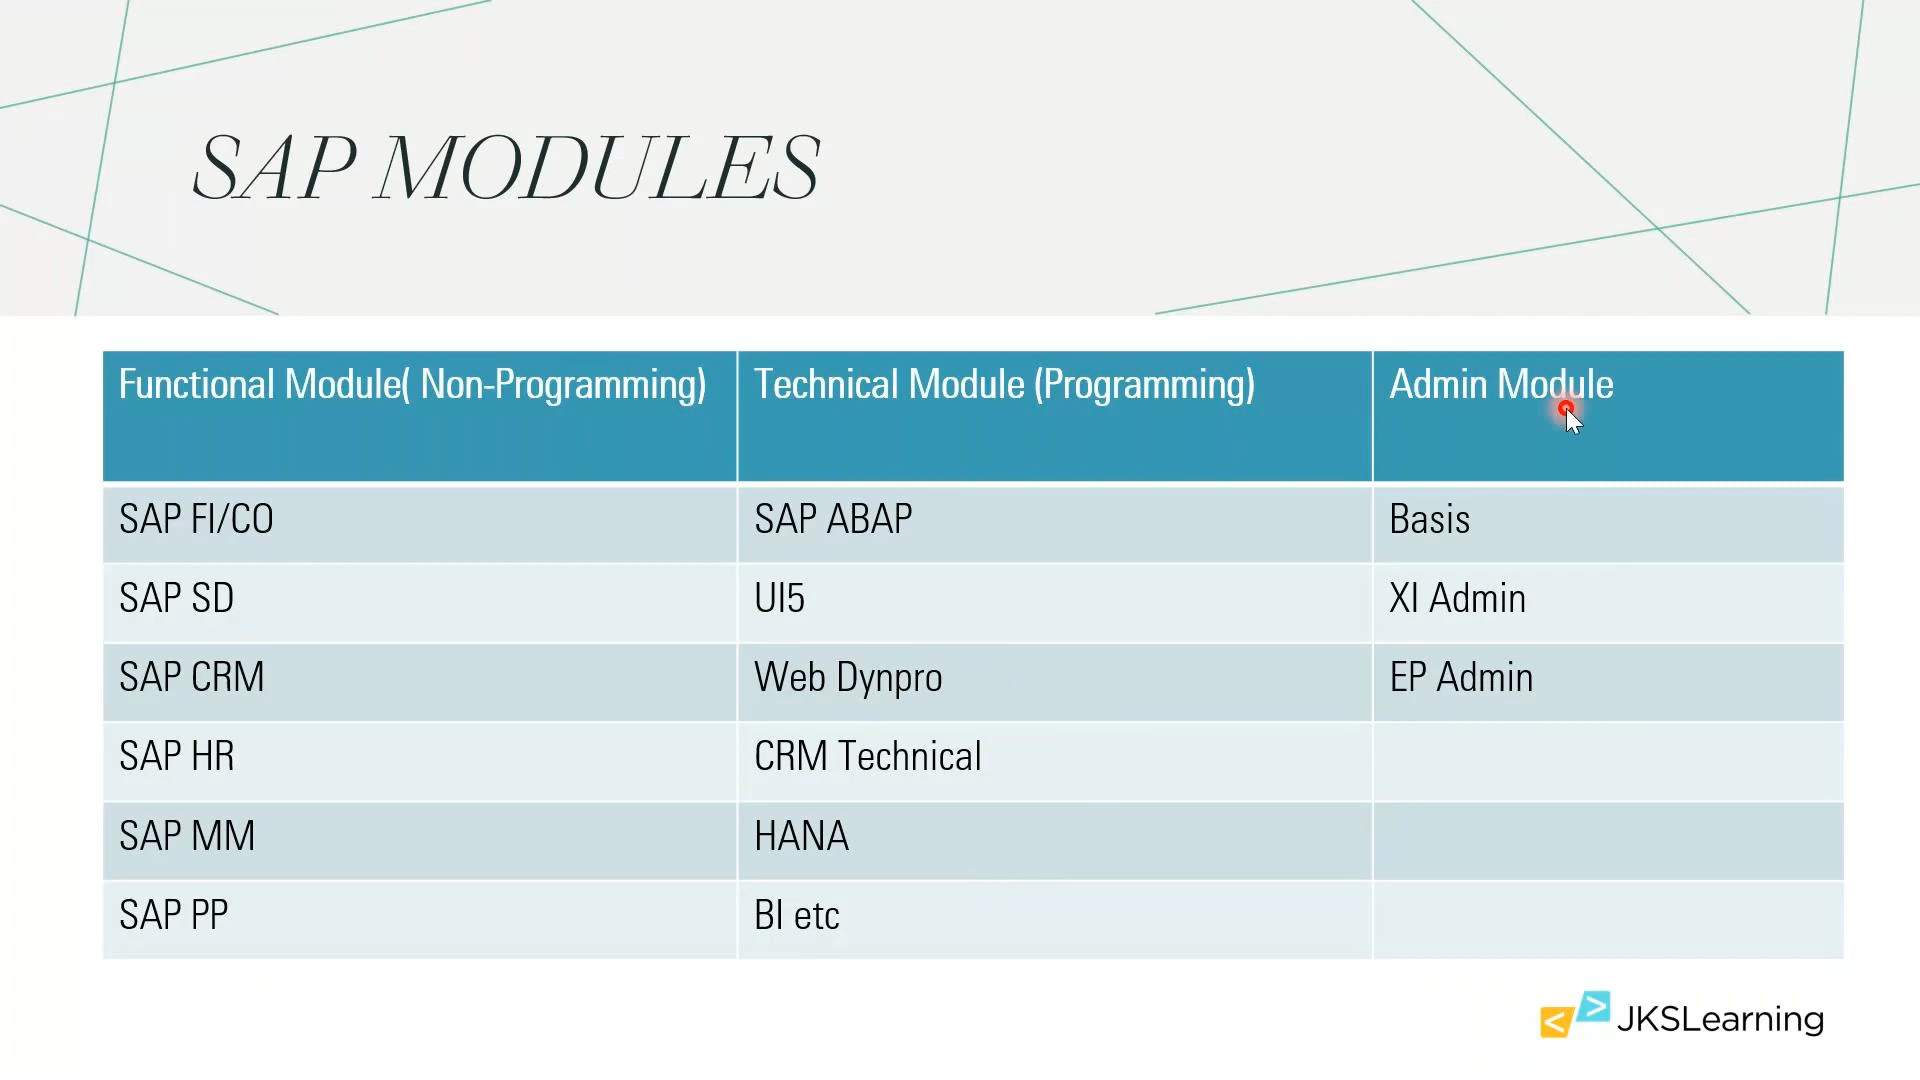 SAP MODULES
Functional Module( Non-Programming)
Technical Module (Programming)
Admin Module
SAP FI/CO
SAP ABAP
Basis
SAP SD
UI5
XI Admin
SAP CRM
Web Dynpro
EP Admin
SAP HR
CRM Technical
SAP MM
HANA
SAP PP
BI etc
< > JKSLearning